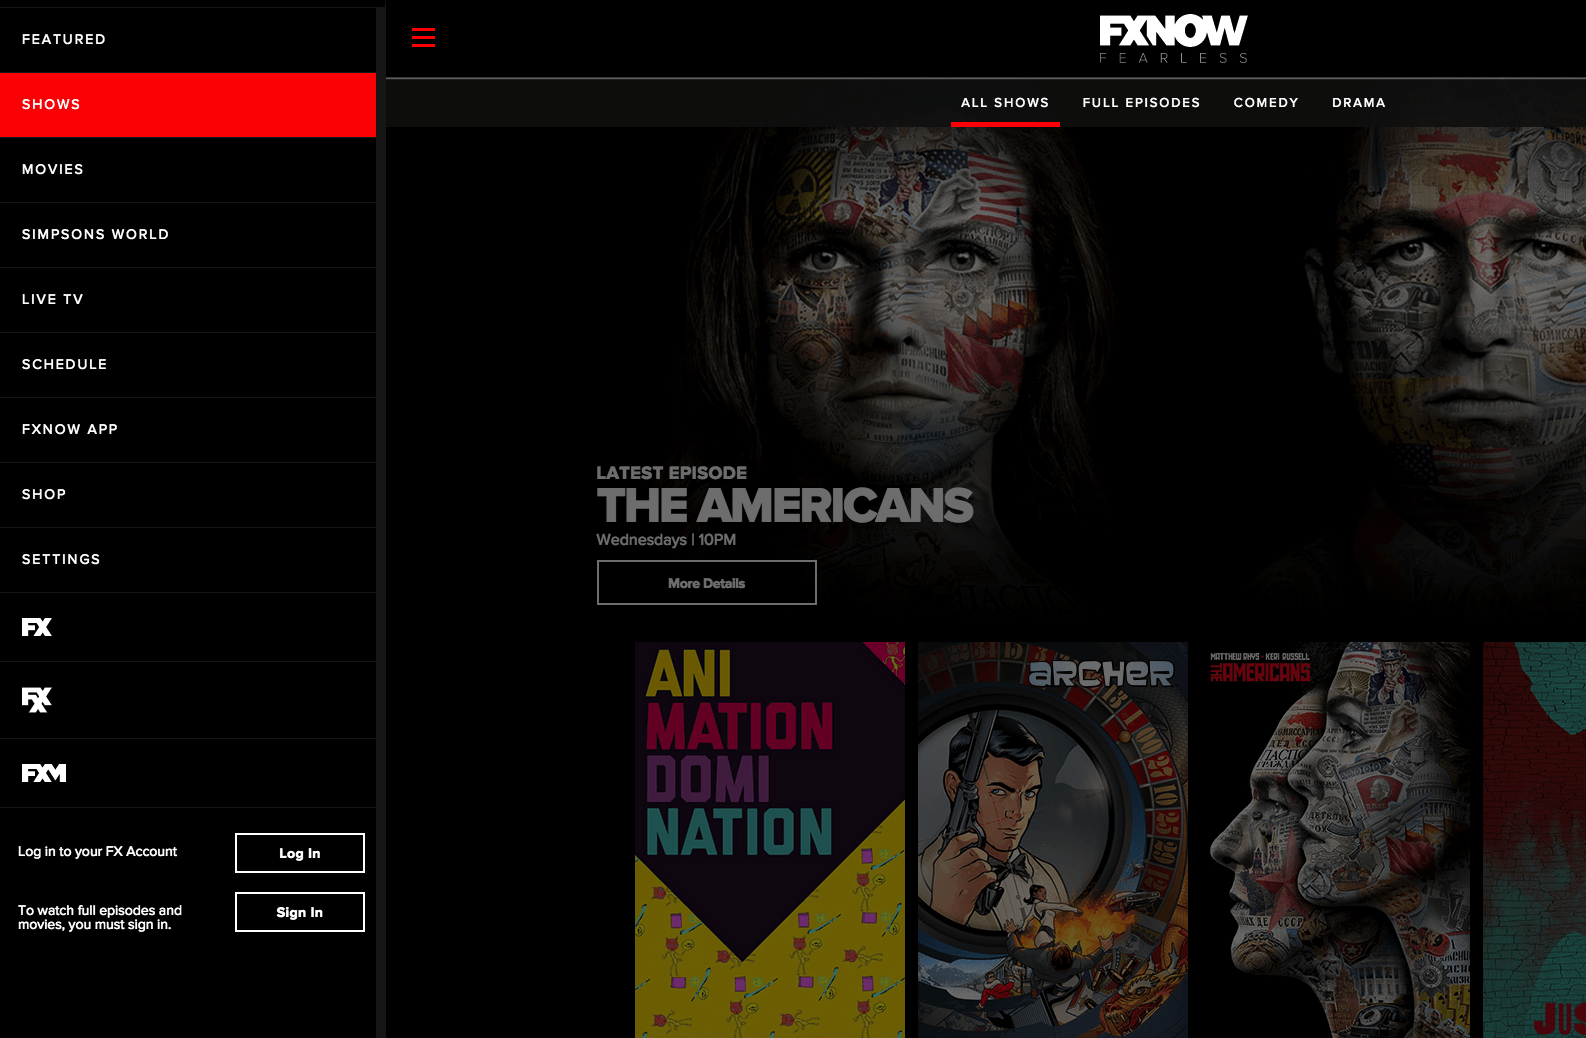 FEATURED
SHOWS
MOVIES
SIMPSONS WORLD
LIVE TV
SCHEDULE
FXNOW APP
SHOP
SETTINGS
FX
FXX
FXM
Log in to your FX Account
Log In
To watch full episodes and
movies, you must sign in.
Sign In
FXNOW
FEARLESS
ALL SHOWS
FULL EPISODES
COMEDY
DRAMA
LATEST EPISODE
THE AMERICANS
Wednesdays | 10PM
More Details
ANI
MATION
DOMI
NATION
ARCHER
MATTHEW RHYS KERI RUSSELL
THE AMERICANS